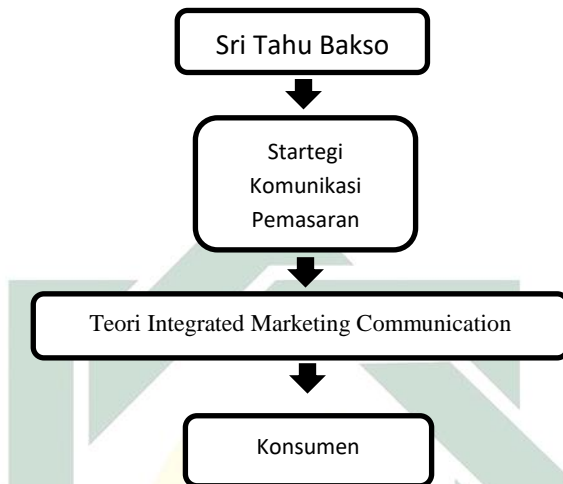 Sri Tahu Bakso
Startegi
Komunikasi
Pemasaran
Teori Integrated Marketing Communication
Konsumen